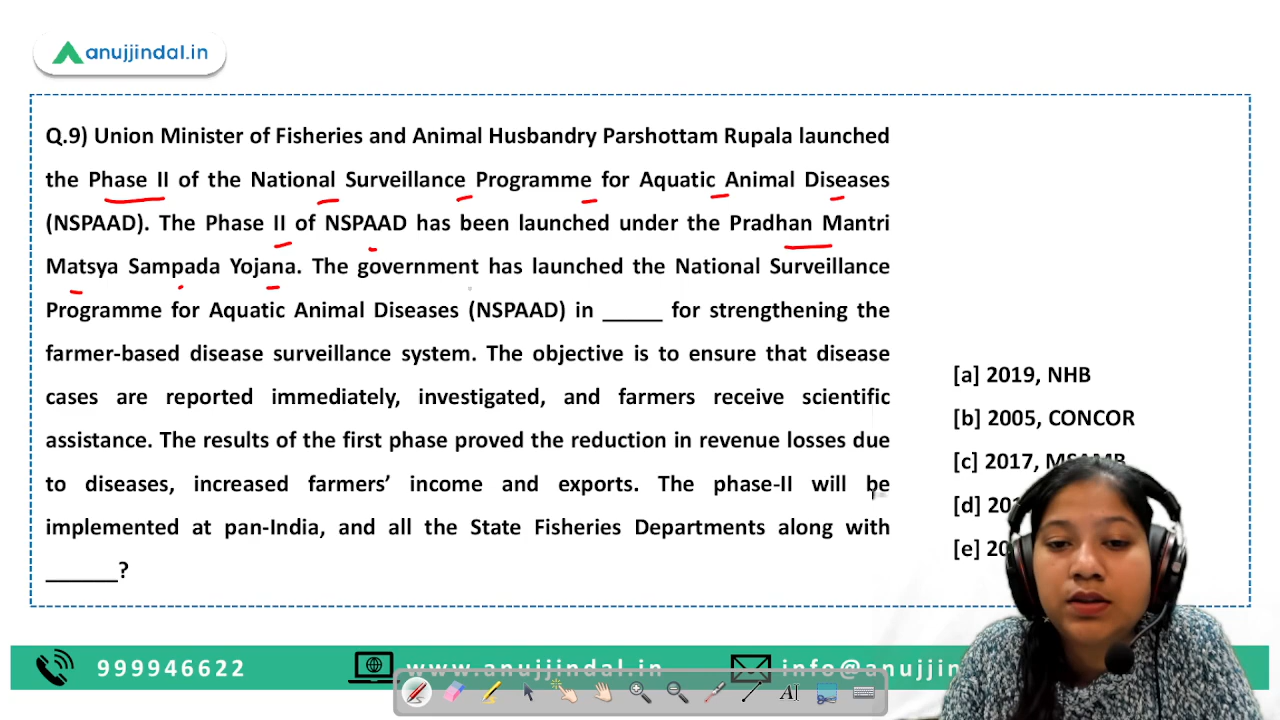 anujjindal.in
Q.9) Union Minister of Fisheries and Animal Husbandry Parshottam Rupala launched
the Phase II of the National Surveillance Programme for Aquatic Animal Diseases
(NSPAAD). The Phase II of NSPAAD has been launched under the Pradhan Mantri
Matsya Sampada Yojana. The government has launched the National Surveillance
Programme for Aquatic Animal Diseases (NSPAAD) in _____ for strengthening the
farmer-based disease surveillance system. The objective is to ensure that disease
cases are reported immediately, investigated, and farmers receive scientific
assistance. The results of the first phase proved the reduction in revenue losses due
to diseases, increased farmers’ income and exports. The phase-II will be
implemented at pan-India, and all the State Fisheries Departments along with
______?
[a] 2019, NHB
[b] 2005, CONCOR
[c] 2017, MSAMB
[d]
[e]
999946622
www.anujjindal.in